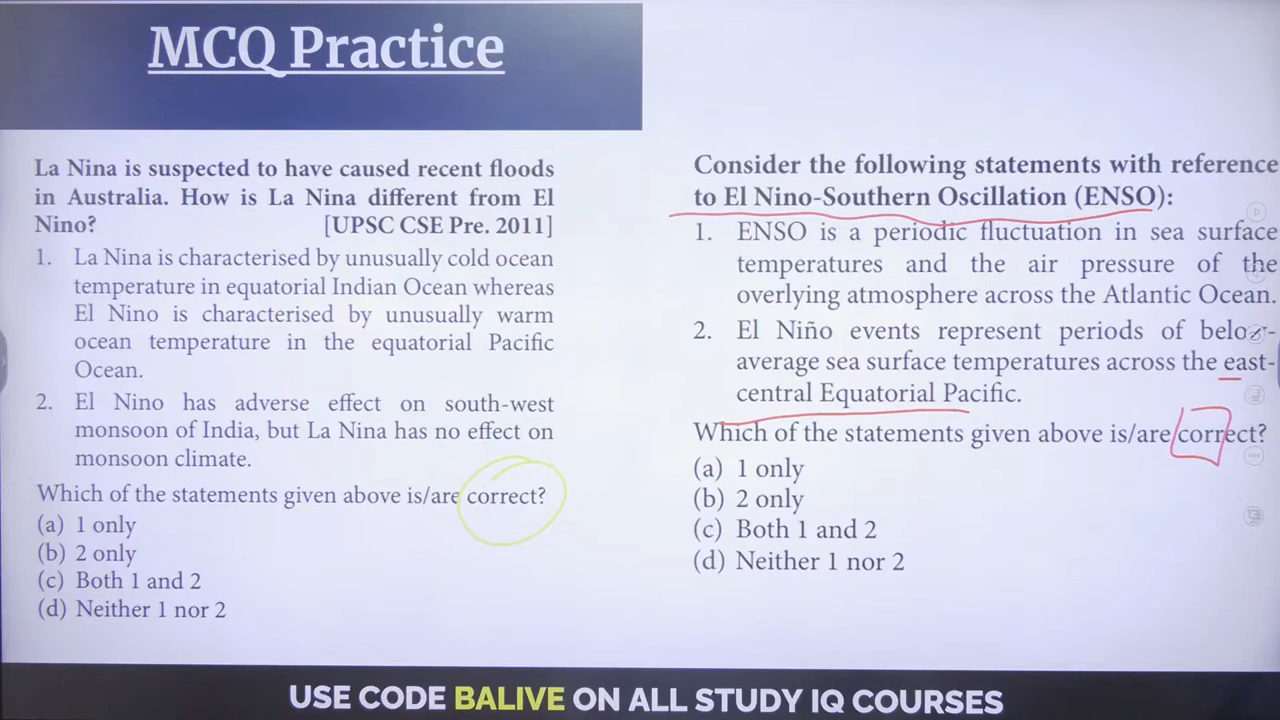 MCQ Practice
La Nina is suspected to have caused recent floods
in Australia. How is La Nina different from El
Nino? [UPSC CSE Pre. 2011]
1. La Nina is characterised by unusually cold ocean
temperature in equatorial Indian Ocean whereas
El Nino is characterised by unusually warm
ocean temperature in the equatorial Pacific
Ocean.
2. El Nino has adverse effect on south-west
monsoon of India, but La Nina has no effect on
monsoon climate.
Which of the statements given above is/are correct?
(a) 1 only
(b) 2 only
(c) Both 1 and 2
(d) Neither 1 nor 2
Consider the following statements with reference
to El Nino-Southern Oscillation (ENSO):
1. ENSO is a periodic fluctuation in sea surface
temperatures and the air pressure of the
overlying atmosphere across the Atlantic Ocean.
2. El Niño events represent periods of below-
average sea surface temperatures across the east-
central Equatorial Pacific.
Which of the statements given above is/are correct?
(a) 1 only
(b) 2 only
(c) Both 1 and 2
(d) Neither 1 nor 2
USE CODE BALIVE ON ALL STUDY IQ COURSES